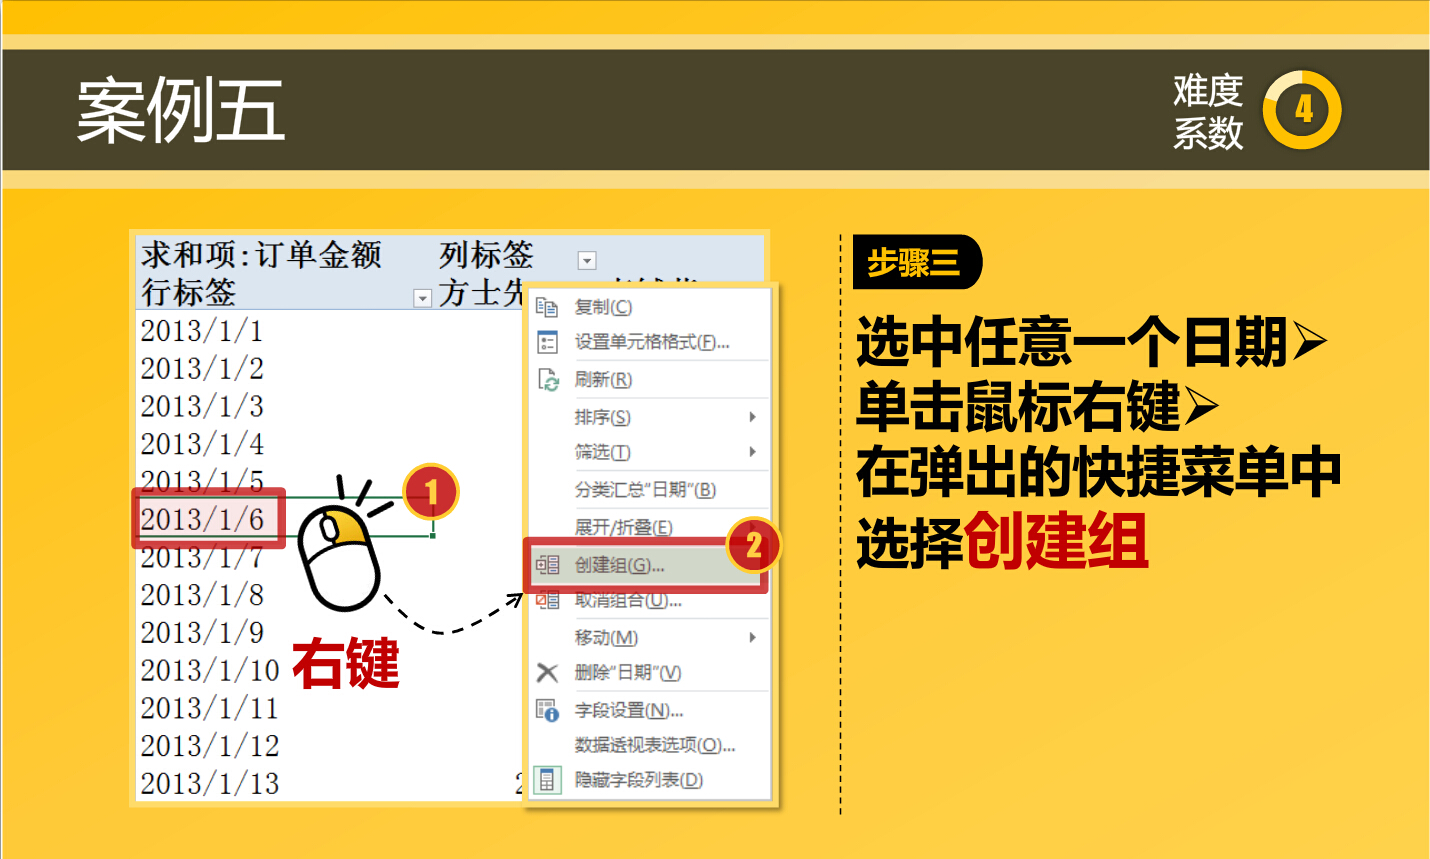 案例五
难度
系数
4
求和项:订单金额 列标签
行标签 方士先
2013/1/1
2013/1/2
2013/1/3
2013/1/4
2013/1/5
2013/1/6
2013/1/7
2013/1/8
2013/1/9
2013/1/10
2013/1/11
2013/1/12
2013/1/13 2
1
右键
复制(C)
设置单元格格式(F)...
刷新(R)
排序(S)
筛选(T)
分类汇总"日期"(B)
展开/折叠(E)
2
创建组(G)...
取消组合(U)...
移动(M)
删除"日期"(V)
字段设置(N)...
数据透视表选项(O)...
隐藏字段列表(D)
步骤三
选中任意一个日期➢
单击鼠标右键➢
在弹出的快捷菜单中
选择创建组